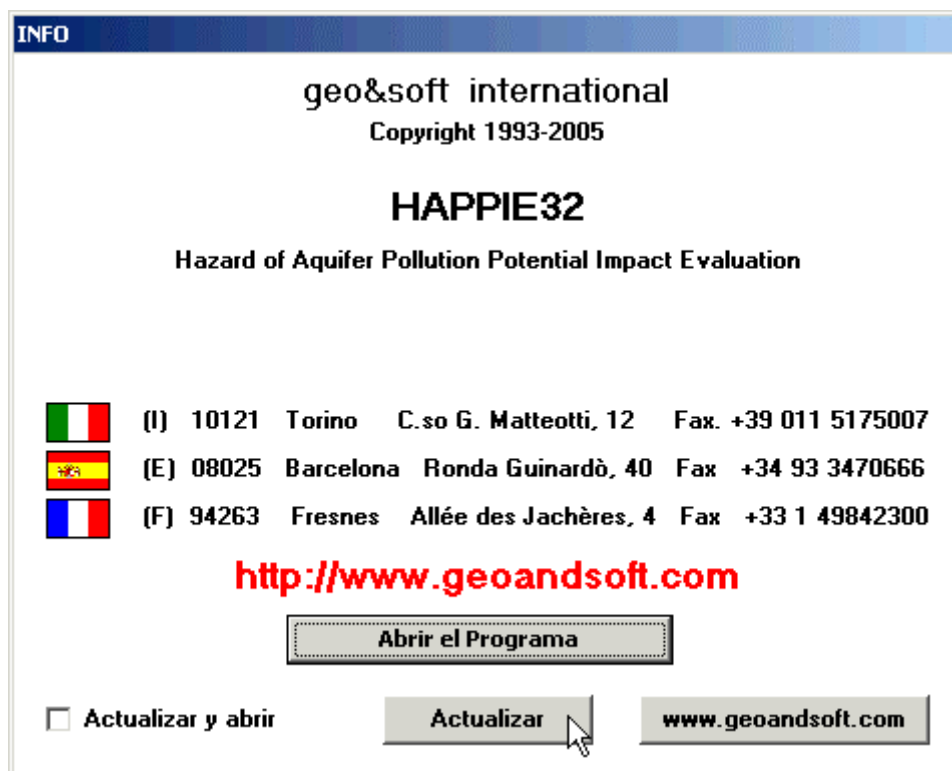 INFO
geo&soft international
Copyright 1993-2005
HAPPIE32
Hazard of Aquifer Pollution Potential Impact Evaluation
(I) 10121 Torino C.so G. Matteotti, 12 Fax. +39 011 5175007
(E) 08025 Barcelona Ronda Guinardò, 40 Fax +34 93 3470666
(F) 94263 Fresnes Allée des Jachères, 4 Fax +33 1 49842300
http://www.geoandsoft.com
Abrir el Programa
Actualizar y abrir Actualizar www.geoandsoft.com